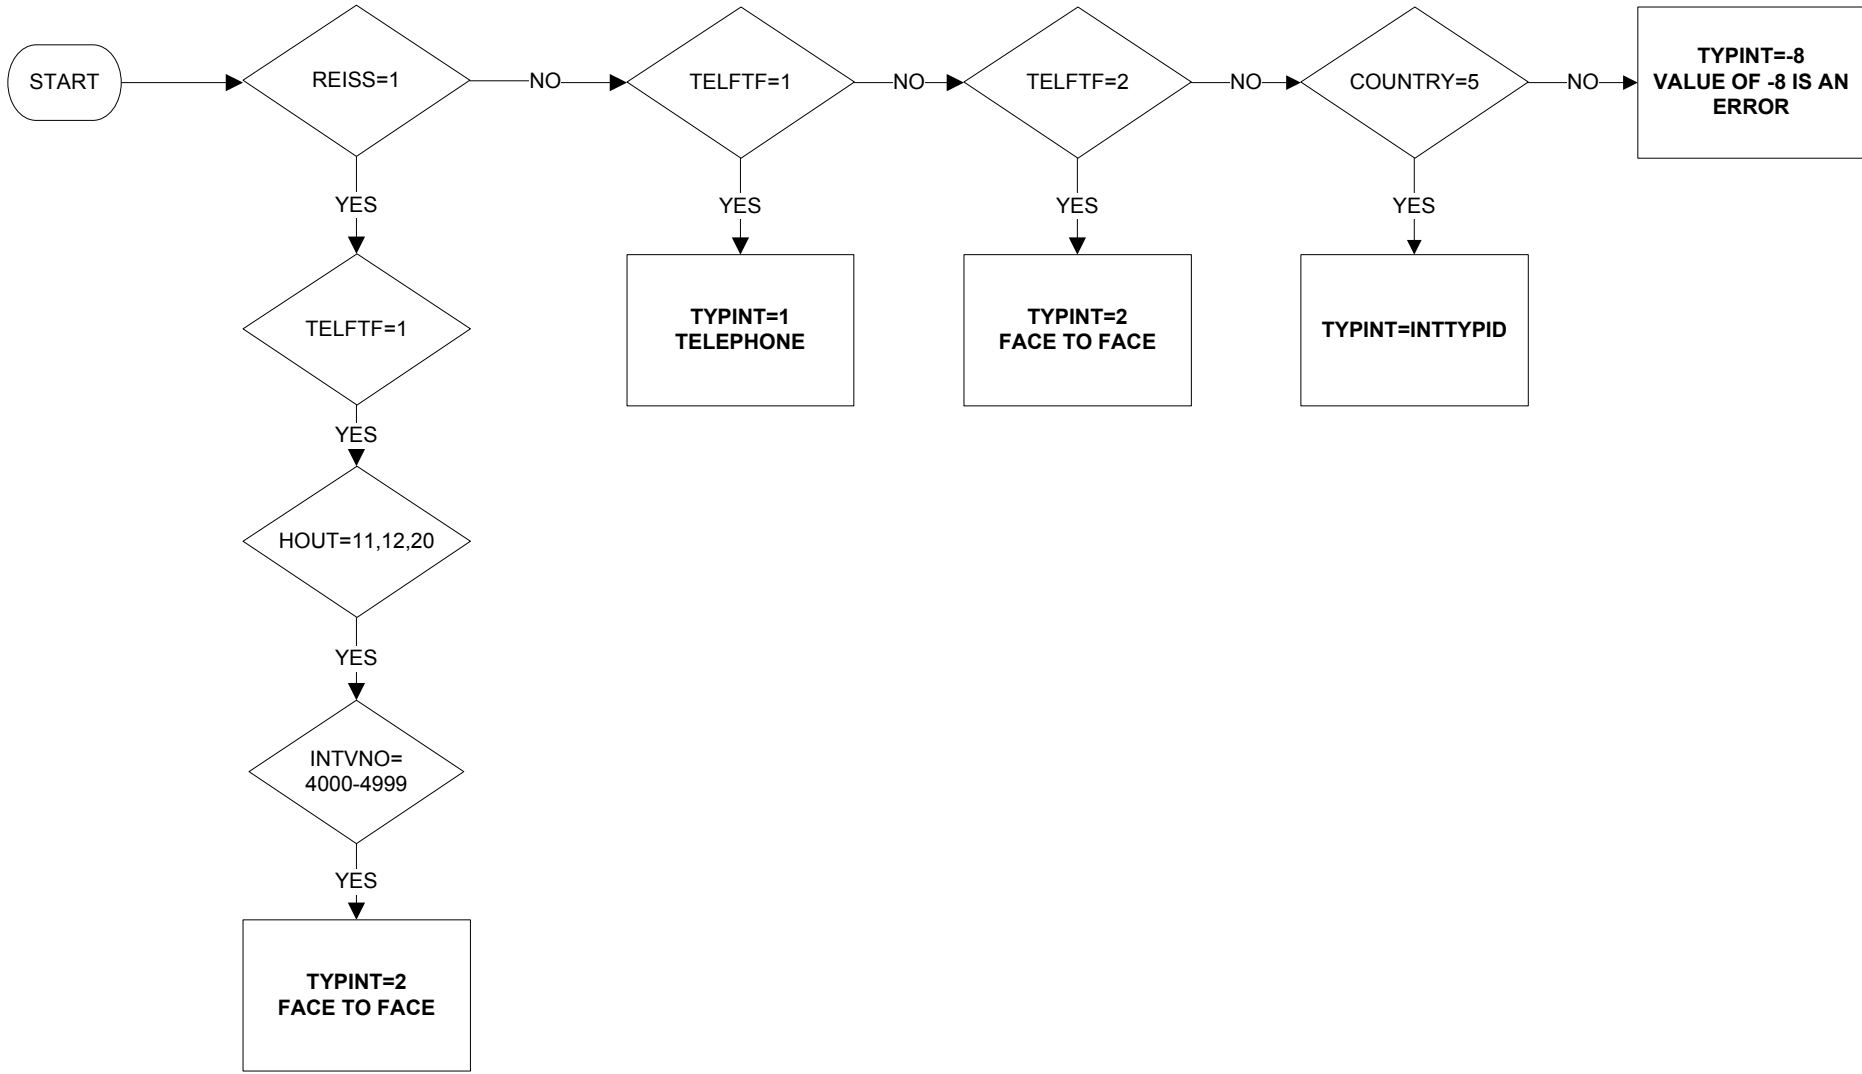 START
REISS=1
NO
TELFTF=1
NO
TELFTF=2
NO
COUNTRY=5
NO
TYPINT=-8
VALUE OF -8 IS AN
ERROR
YES
YES
YES
YES
TELFTF=1
TYPINT=1
TELEPHONE
TYPINT=2
FACE TO FACE
TYPINT=INTTYPID
YES
HOUT=11,12,20
YES
INTVNO=
4000-4999
YES
TYPINT=2
FACE TO FACE